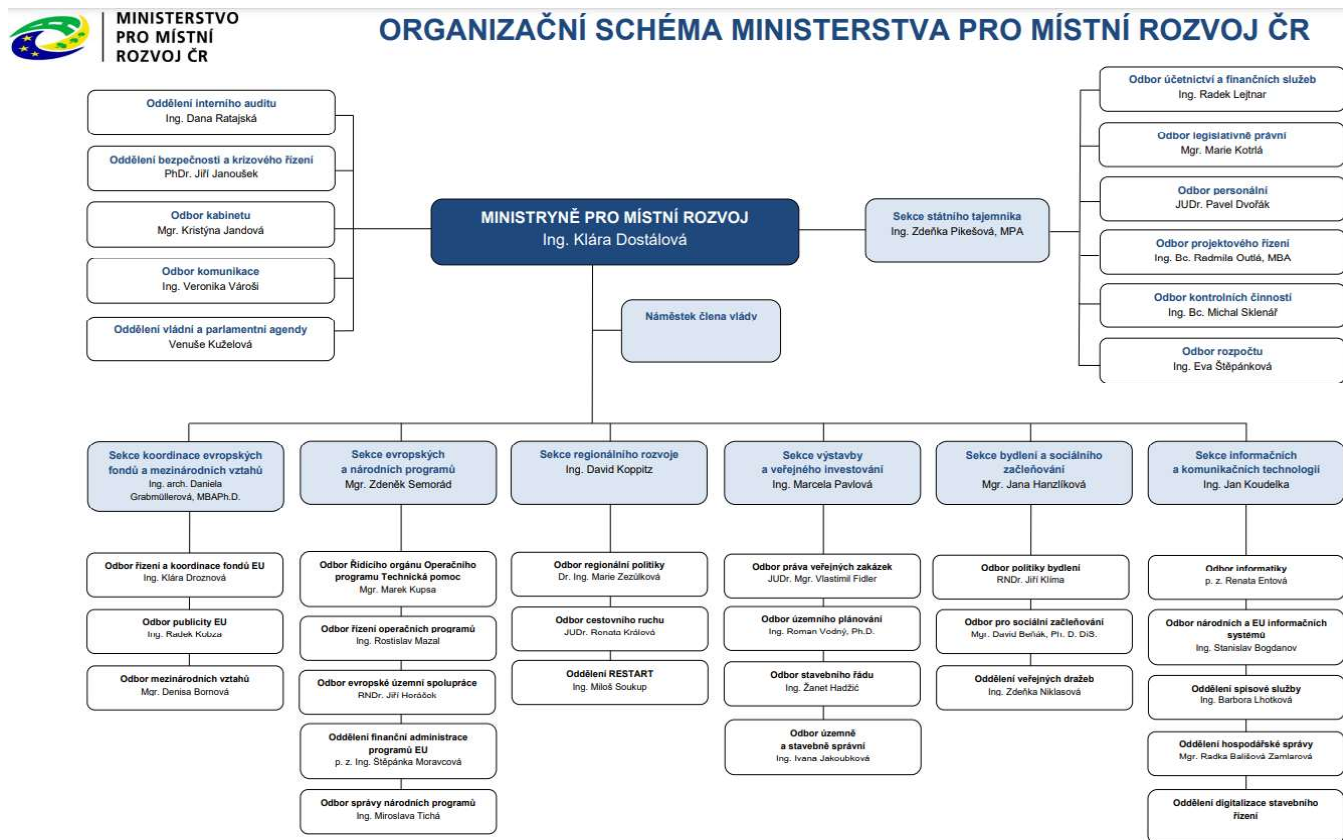 MINISTERSTVO
PRO MÍSTNÍ
ROZVOJ ČR
ORGANIZAČNÍ SCHÉMA MINISTERSTVA PRO MÍSTNÍ ROZVOJ ČR
Oddělení interního auditu
Ing. Dana Ratajská
Oddělení bezpečnosti a krizového řízení
PhDr. Jiří Janoušek
Odbor kabinetu
Mgr. Kristýna Jandová
Odbor komunikace
Ing. Veronika Vároši
Oddělení vládní a parlamentní agendy
Venuše Kuželová
MINISTRYNĚ PRO MÍSTNÍ ROZVOJ
Ing. Klára Dostálová
Náměstek člena vlády
Sekce státního tajemníka
Ing. Zdeňka Pikešová, MPA
Odbor účetnictví a finančních služeb
Ing. Radek Lejtnar
Odbor legislativně právní
Mgr. Marie Kotrlá
Odbor personální
JUDr. Pavel Dvořák
Odbor projektového řízení
Ing. Bc. Radmila Outlá, MBA
Odbor kontrolních činností
Ing. Bc. Michal Sklenář
Odbor rozpočtu
Ing. Eva Štěpánková
Sekce koordinace evropských
fondů a mezinárodních vztahů
Ing. arch. Daniela
Grabmüllerová, MBAPh.D.
Odbor řízení a koordinace fondů EU
Ing. Klára Droznová
Odbor publicity EU
Ing. Radek Kobza
Odbor mezinárodních vztahů
Mgr. Denisa Bornová
Sekce evropských
a národních programů
Mgr. Zdeněk Semorád
Odbor Řídicího orgánu Operačního
programu Technická pomoc
Mgr. Marek Kupsa
Odbor řízení operačních programů
Ing. Rostislav Mazal
Odbor evropské územní spolupráce
RNDr. Jiří Horáček
Oddělení finanční administrace
programů EU
p. z. Ing. Štěpánka Moravcová
Odbor správy národních programů
Ing. Miroslava Tichá
Sekce regionálního rozvoje
Ing. David Koppitz
Odbor regionální politiky
Dr. Ing. Marie Zezůlková
Odbor cestovního ruchu
JUDr. Renata Králová
Oddělení RESTART
Ing. Miloš Soukup
Sekce výstavby
a veřejného investování
Ing. Marcela Pavlová
Odbor práva veřejných zakázek
JUDr. Mgr. Vlastimil Fidler
Odbor územního plánování
Ing. Roman Vodný, Ph.D.
Odbor stavebního řádu
Ing. Žanet Hadžić
Odbor územně
a stavebně správní
Ing. Ivana Jakoubková
Sekce bydlení a sociálního
začleňování
Mgr. Jana Hanzlíková
Odbor politiky bydlení
RNDr. Jiří Klíma
Odbor pro sociální začleňování
Mgr. David Beňák, Ph. D. DiS.
Oddělení veřejných dražeb
Ing. Zdeňka Niklasová
Sekce informačních
a komunikačních technologií
Ing. Jan Koudelka
Odbor informatiky
p. z. Renata Entová
Odbor národních a EU informačních
systémů
Ing. Stanislav Bogdanov
Oddělení spisové služby
Ing. Barbora Lhotková
Oddělení hospodářské správy
Mgr. Radka Bališová Zamlarová
Oddělení digitalizace stavebního
řízení